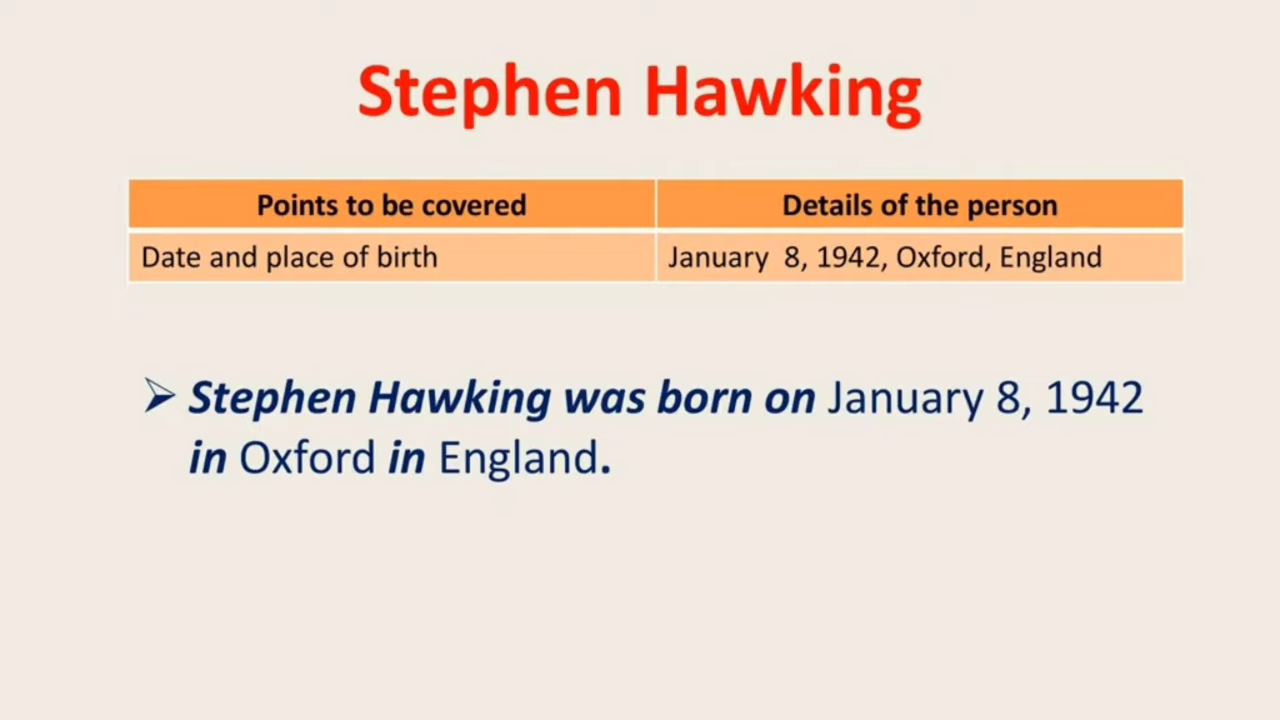 Stephen Hawking
Points to be covered
Details of the person
Date and place of birth
January 8, 1942, Oxford, England
Stephen Hawking was born on January 8, 1942
in Oxford in England.